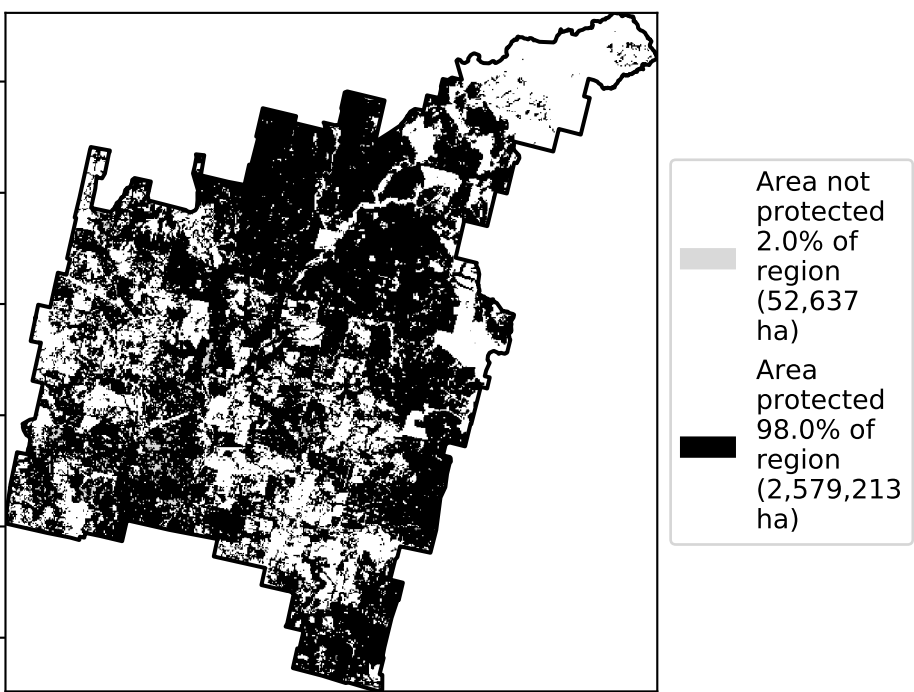 Area not
protected
2.0% of
region
(52,637
ha)
Area
protected
98.0% of
region
(2,579,213
ha)